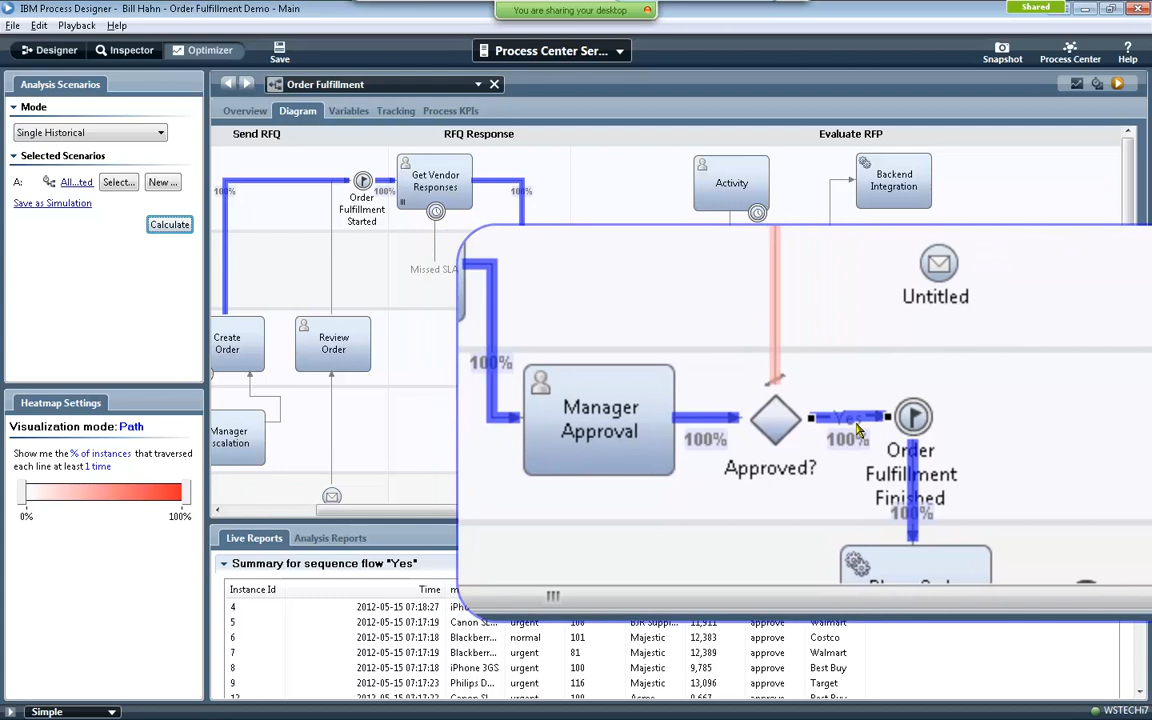 IBM Process Designer - Bill Hahn - Order Fulfillment Demo - Main
You are sharing your desktop
Shared
File Edit Playback Help
Designer Inspector Optimizer
Save
Process Center Ser...
Snapshot Process Center Help
Analysis Scenarios
Mode
Single Historical
Selected Scenarios
A: All...ted Select... New ...
Save as Simulation
Calculate
Heatmap Settings
Visualization mode: Path
Show me the % of instances that traversed
each line at least 1 time
0% 100%
Simple
Order Fulfillment
Overview Diagram Variables Tracking Process KPIs
Send RFQ RFQ Response Evaluate RFP
100%
Order
Fulfillment
Started
100%
Get Vendor
Responses
100%
Missed SLA
Activity
Backend
Integration
Create
Order
Review
Order
Manager
Untitled
100%
Manager
Approval
100%
Approved?
Yes
100%
Order
Fulfillment
Finished
100%
Live Reports Analysis Reports
Summary for sequence flow "Yes"
Instance Id Time
4 2012-05-15 07:18:27
5 2012-05-15 07:17:19 Canon S... urgent 108 approve Walmart
6 2012-05-15 07:17:18 Blackberr... normal 101 Majestic 12,383 approve Costco
7 2012-05-15 07:17:19 Blackberr... urgent 81 Majestic 12,389 approve Walmart
8 2012-05-15 07:17:18 iPhone 3GS urgent 100 Majestic 9,785 approve Best Buy
9 2012-05-15 07:17:23 Philips D... urgent 116 Majestic 13,096 approve Target
WSTECHi7